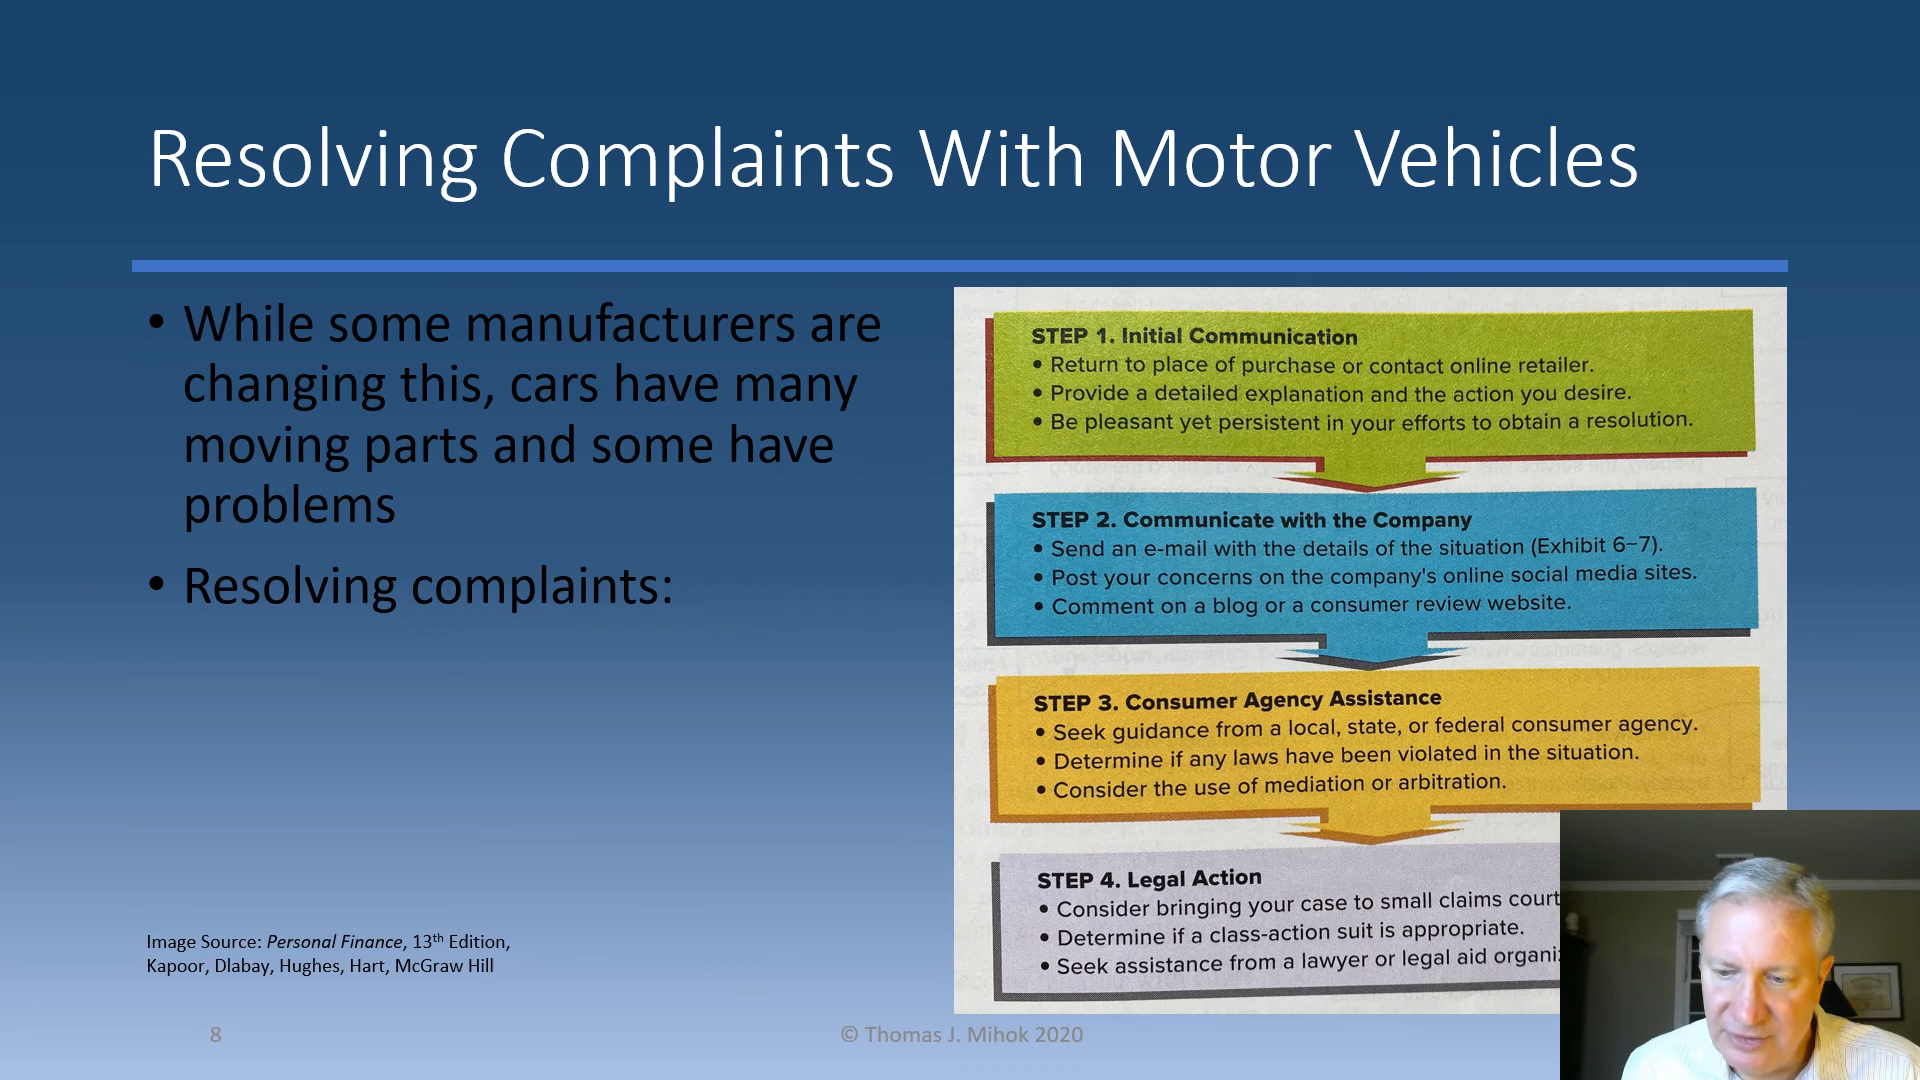 Resolving Complaints With Motor Vehicles
• While some manufacturers are
changing this, cars have many
moving parts and some have
problems
• Resolving complaints:
STEP 1. Initial Communication
• Return to place of purchase or contact online retailer.
• Provide a detailed explanation and the action you desire.
• Be pleasant yet persistent in your efforts to obtain a resolution.
STEP 2. Communicate with the Company
• Send an e-mail with the details of the situation (Exhibit 6–7).
• Post your concerns on the company's online social media sites.
• Comment on a blog or a consumer review website.
STEP 3. Consumer Agency Assistance
• Seek guidance from a local, state, or federal consumer agency.
• Determine if any laws have been violated in the situation.
• Consider the use of mediation or arbitration.
STEP 4. Legal Action
• Consider bringing your case to small claims court
• Determine if a class-action suit is appropriate.
• Seek assistance from a lawyer or legal aid
Image Source: Personal Finance, 13th Edition,
Kapoor, Dlabay, Hughes, Hart, McGraw Hill
8
© Thomas J. Mihok 2020